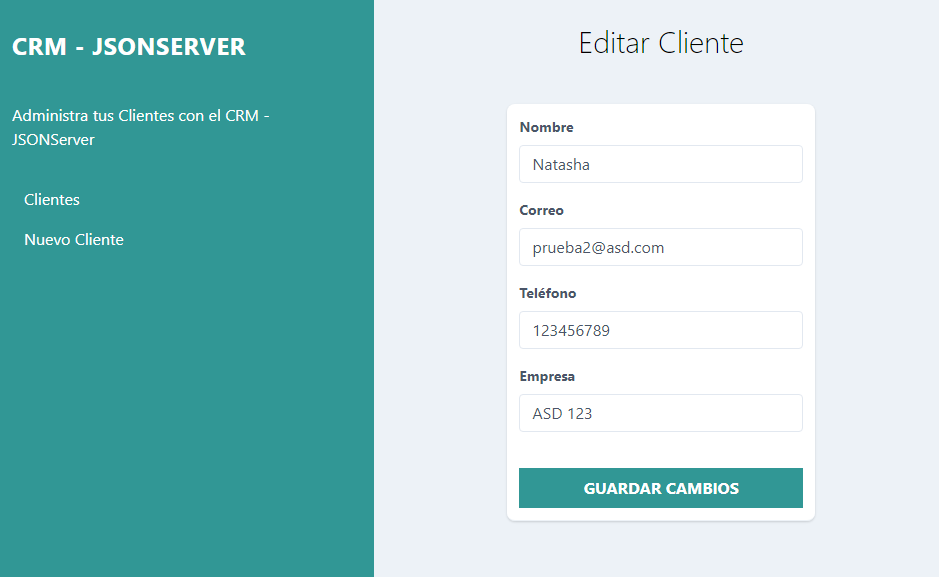 CRM - JSONSERVER
Administra tus Clientes con el CRM -
JSONServer
Clientes
Nuevo Cliente
Editar Cliente
Nombre
Natasha
Correo
prueba2@asd.com
Teléfono
123456789
Empresa
ASD 123
GUARDAR CAMBIOS